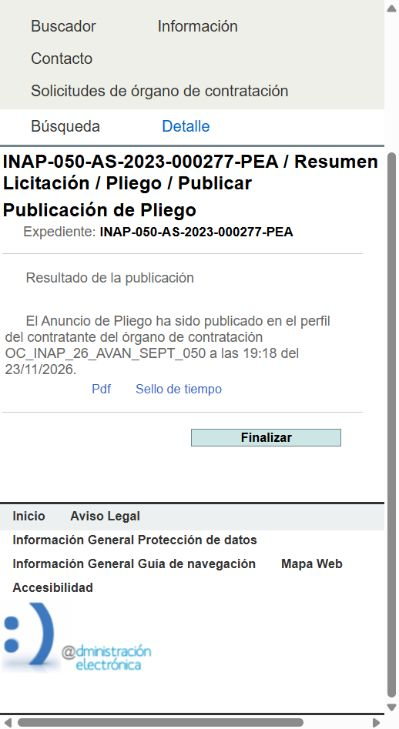 Buscador Información
Contacto
Solicitudes de órgano de contratación
Búsqueda Detalle
INAP-050-AS-2023-000277-PEA / Resumen
Licitación / Pliego / Publicar
Publicación de Pliego
Expediente: INAP-050-AS-2023-000277-PEA
Resultado de la publicación
El Anuncio de Pliego ha sido publicado en el perfil
del contratante del órgano de contratación
OC_INAP_26_AVAN_SEPT_050 a las 19:18 del
23/11/2026.
Pdf Sello de tiempo
Finalizar
Inicio Aviso Legal
Información General Protección de datos
Información General Guia de navegación Mapa Web
Accesibilidad
@dministración
electrónica